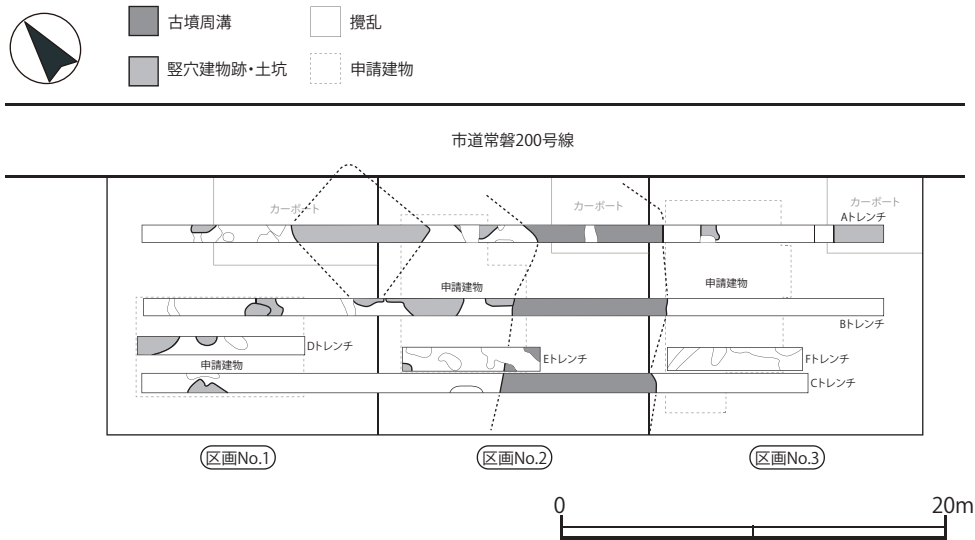 古墳周溝
攪乱
竪穴建物跡・土坑
申請建物
市道常磐200号線
カーポート
カーポート
カーポート
Aトレンチ
申請建物
申請建物
Bトレンチ
Dトレンチ
申請建物
Eトレンチ
Fトレンチ
Cトレンチ
区画No.1
区画No.2
区画No.3
0
20m